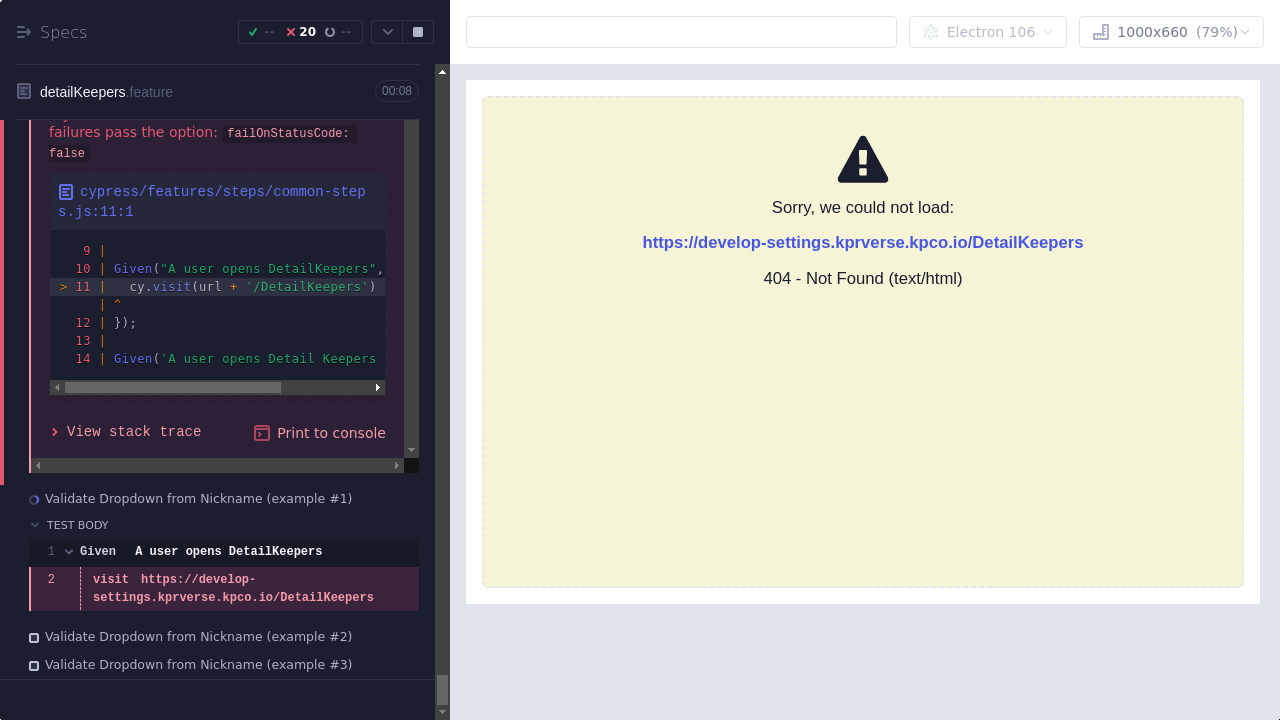 Specs
-- 20 --
Electron 106
1000x660 (79%)
detailKeepers.feature
00:08
failures pass the option: failOnStatusCode:
false
cypress/features/steps/common-step
s.js:11:1
9 |
10 | Given("A user opens DetailKeepers",
> 11 | cy.visit(url + '/DetailKeepers')
| ^
12 | });
13 |
14 | Given('A user opens Detail Keepers
View stack trace
Print to console
Validate Dropdown from Nickname (example #1)
TEST BODY
1 Given A user opens DetailKeepers
2 visit https://develop-
settings.kprverse.kpco.io/DetailKeepers
Validate Dropdown from Nickname (example #2)
Validate Dropdown from Nickname (example #3)
Sorry, we could not load:
https://develop-settings.kprverse.kpco.io/DetailKeepers
404 - Not Found (text/html)